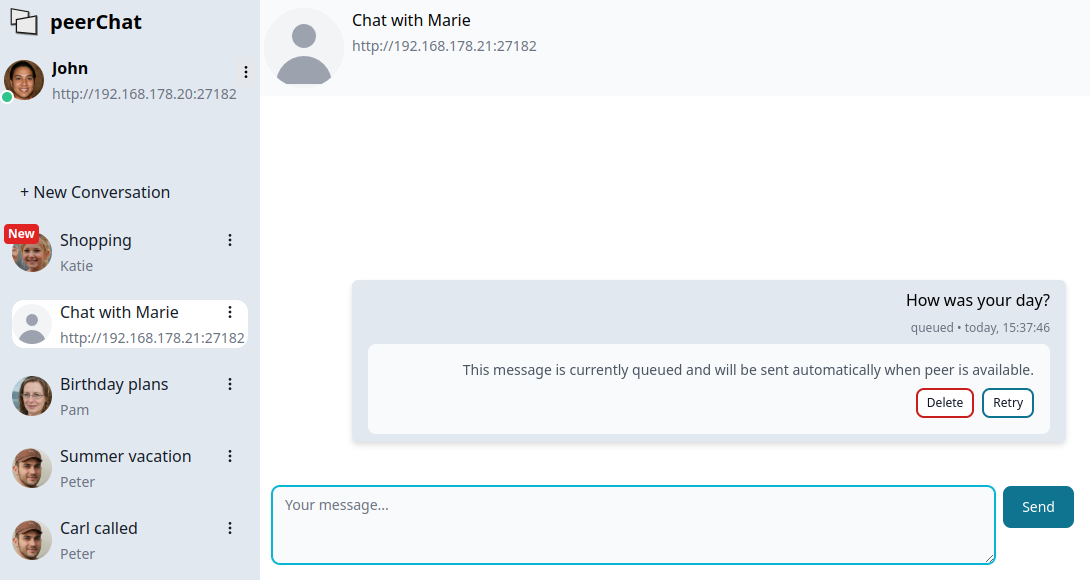 peerChat
John
http://192.168.178.20:27182
+ New Conversation
New
Shopping
Katie
Chat with Marie
http://192.168.178.21:27182
Birthday plans
Pam
Summer vacation
Peter
Carl called
Peter
Chat with Marie
http://192.168.178.21:27182
How was your day?
queued • today, 15:37:46
This message is currently queued and will be sent automatically when peer is available.
Delete
Retry
Your message...
Send